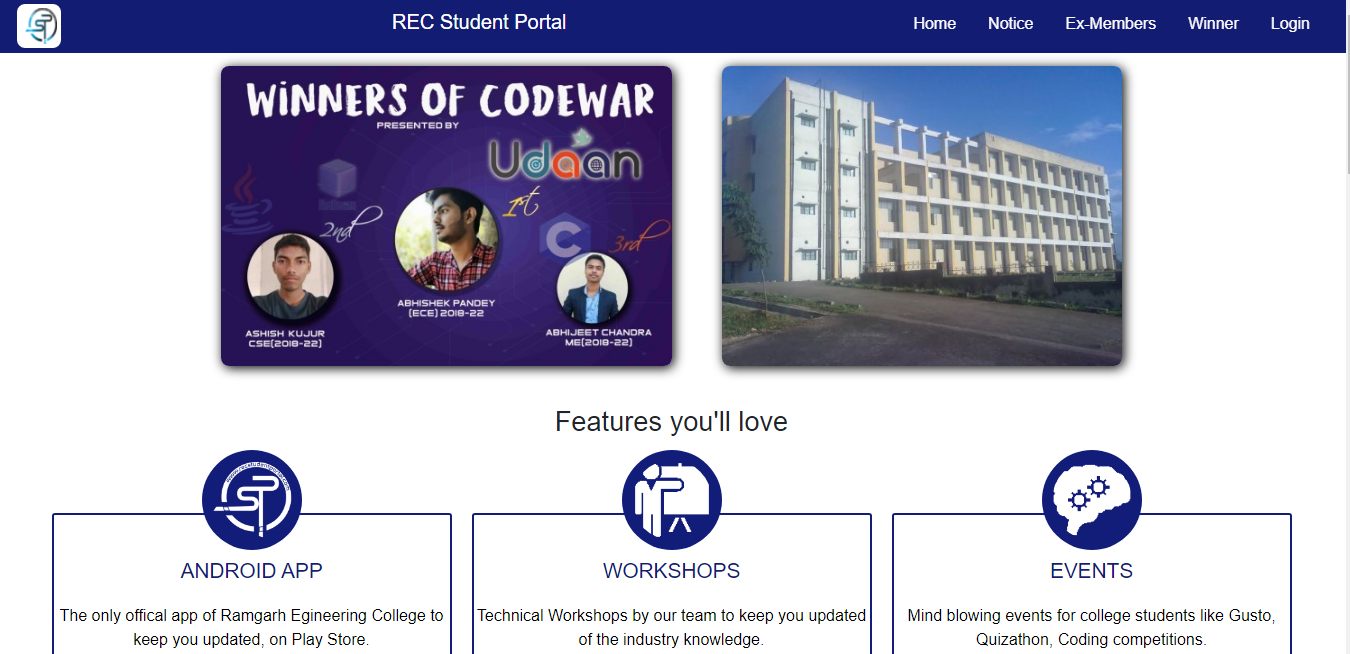 REC Student Portal
Home
Notice
Ex-Members
Winner
Login
WiNNERS OF CODEWAR
PRESENTED BY
Udaan
1st
2nd
3rd
C
ABHISHEK PANDEY
(ECE) 2018-22
ASHISH KUJUR
CSE(2018-22)
ABHIJEET CHANDRA
ME(2018-22)
Features you'll love
ANDROID APP
The only offical app of Ramgarh Egineering College to
keep you updated, on Play Store.
WORKSHOPS
Technical Workshops by our team to keep you updated
of the industry knowledge.
EVENTS
Mind blowing events for college students like Gusto,
Quizathon, Coding competitions.